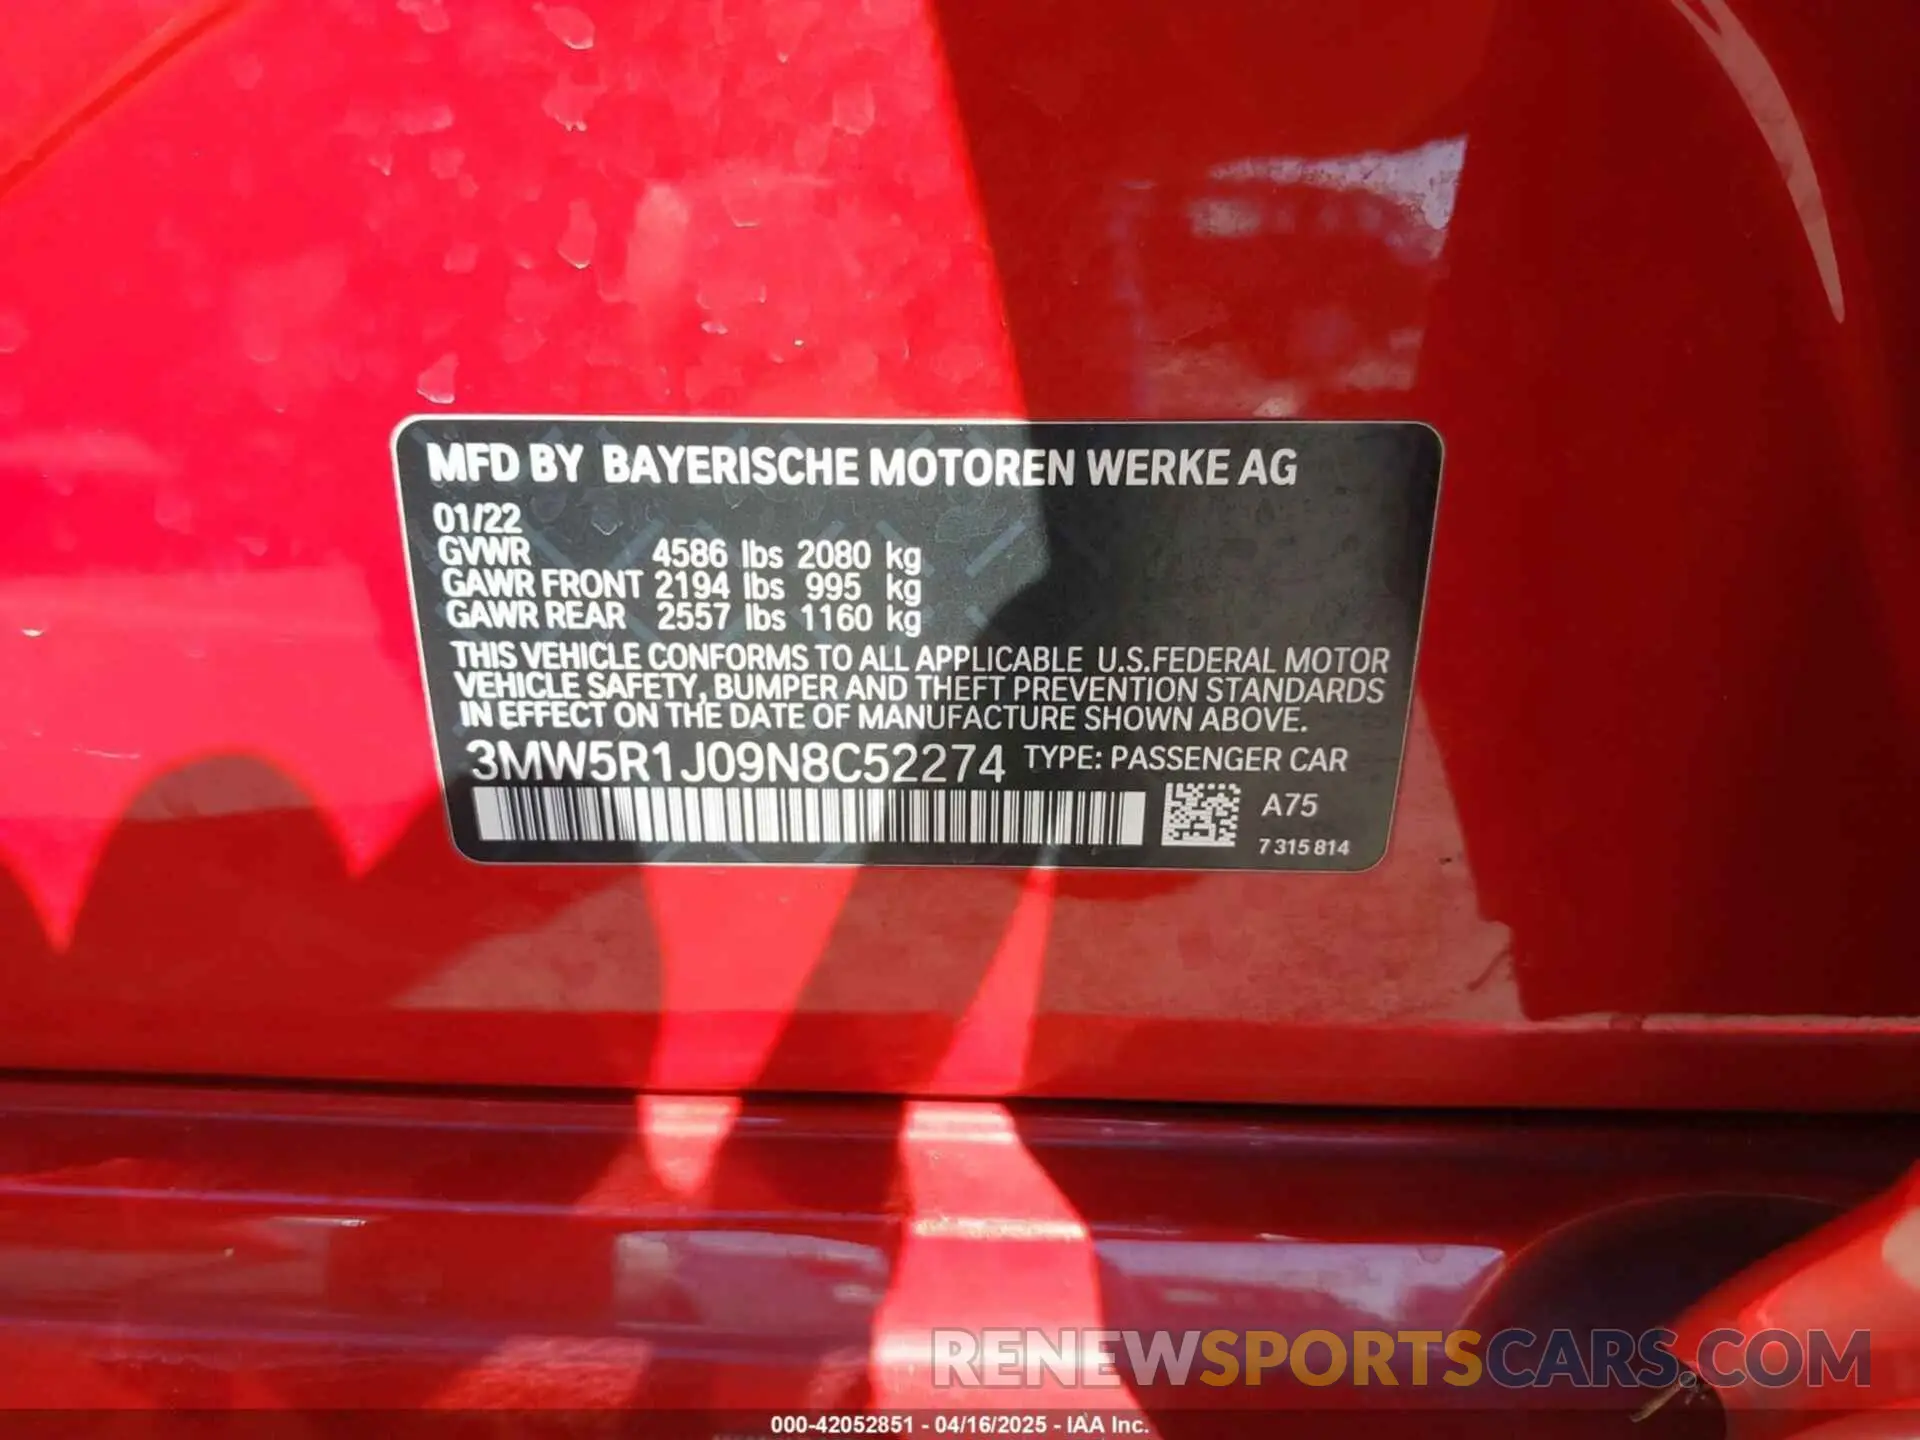 MFD BY BAYERISCHE MOTOREN WERKE AG
01/22
GVWR 4586 lbs 2080 kg
GAWR FRONT 2194 lbs 995 kg
GAWR REAR 2557 lbs 1160 kg
THIS VEHICLE CONFORMS TO ALL APPLICABLE U.S.FEDERAL MOTOR
VEHICLE SAFETY, BUMPER AND THEFT PREVENTION STANDARDS
IN EFFECT ON THE DATE OF MANUFACTURE SHOWN ABOVE.
3MW5R1J09N8C52274 TYPE: PASSENGER CAR
A75
7 315 814
RENEWSPORTSCARS.COM
000-42052851 - 04/16/2025 - IAA Inc.